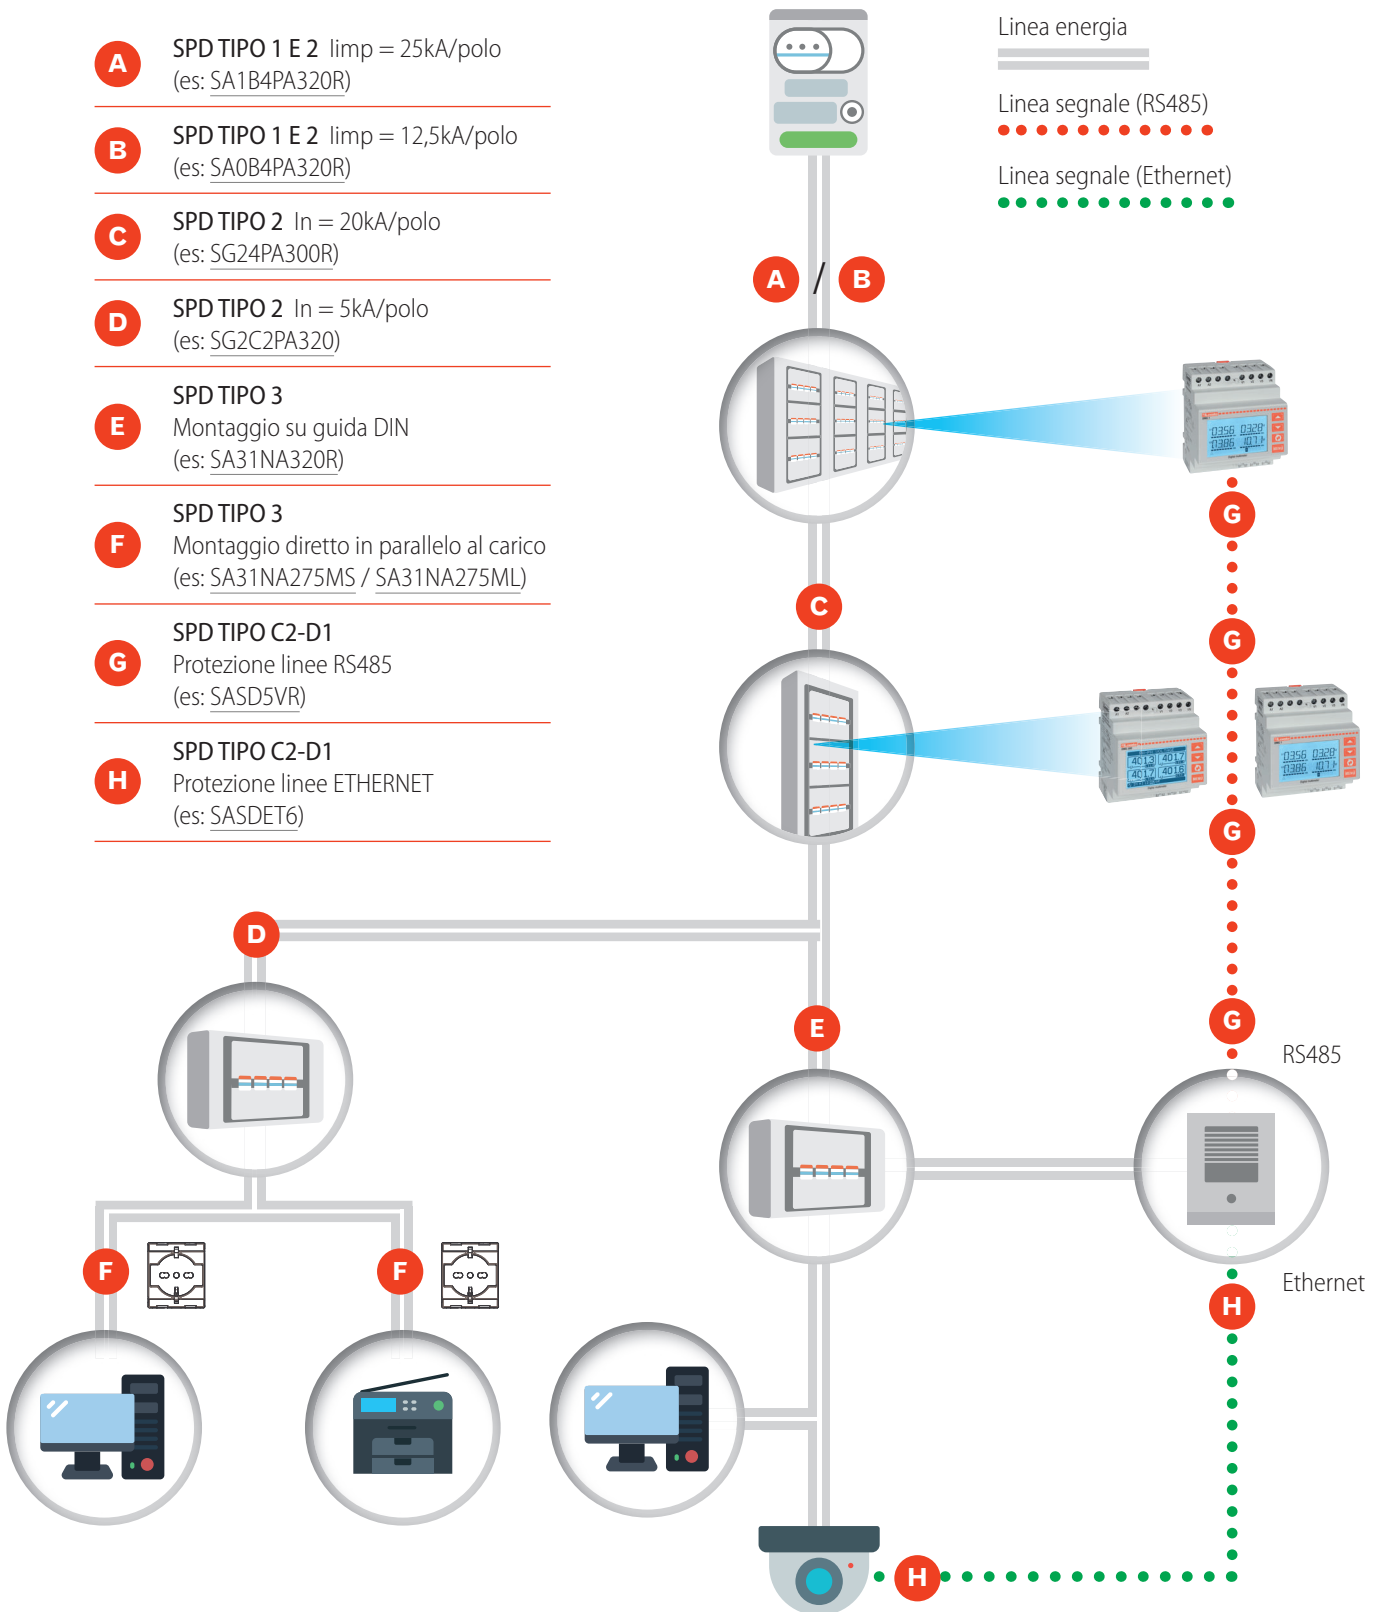 A
SPD TIPO 1 E 2 Iimp = 25kA/polo
(es: SA1B4PA320R)
B
SPD TIPO 1 E 2 Iimp = 12,5kA/polo
(es: SA0B4PA320R)
C
SPD TIPO 2 In = 20kA/polo
(es: SG24PA300R)
D
SPD TIPO 2 In = 5kA/polo
(es: SG2C2PA320)
E
SPD TIPO 3
Montaggio su guida DIN
(es: SA31NA320R)
F
SPD TIPO 3
Montaggio diretto in parallelo al carico
(es: SA31NA275MS / SA31NA275ML)
G
SPD TIPO C2-D1
Protezione linee RS485
(es: SASD5VR)
H
SPD TIPO C2-D1
Protezione linee ETHERNET
(es: SASDET6)
Linea energia
Linea segnale (RS485)
Linea segnale (Ethernet)
A / B
G
C
G
G
D
E
G
RS485
F
F
Ethernet
H
H